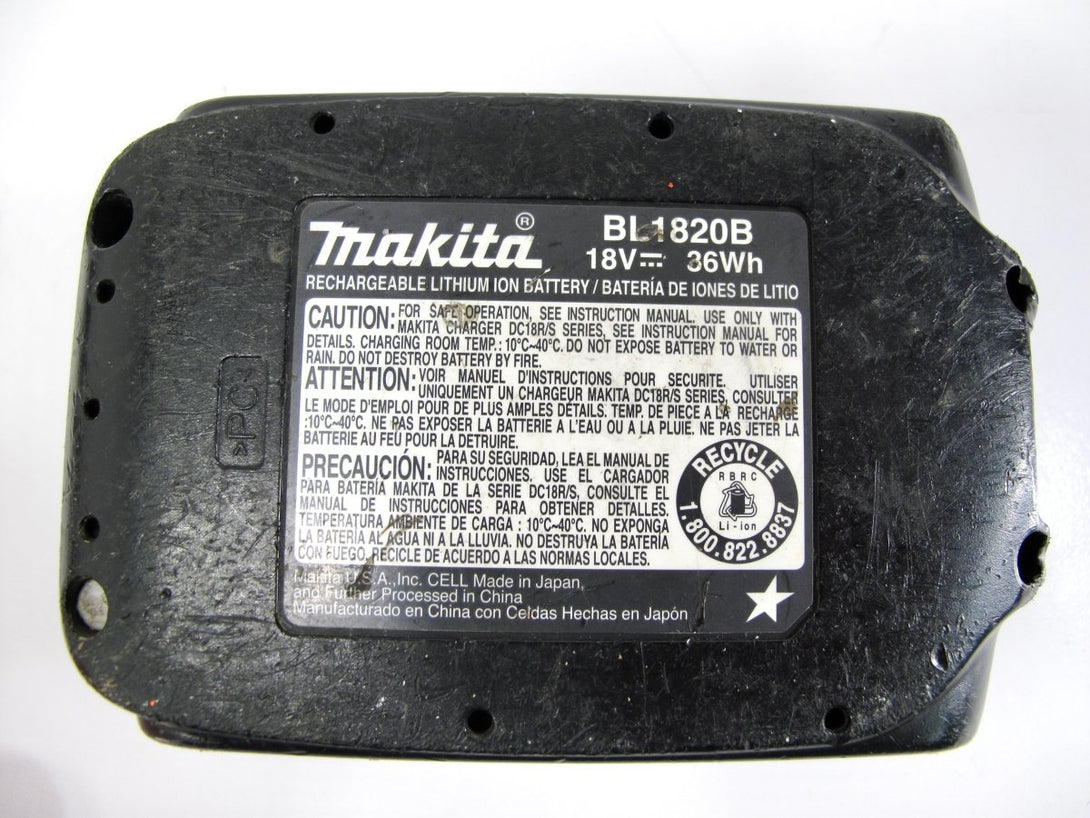 makita®
BL1820B
18V⎓ 36Wh
RECHARGEABLE LITHIUM ION BATTERY / BATERÍA DE IONES DE LITIO
CAUTION: FOR SAFE OPERATION, SEE INSTRUCTION MANUAL. USE ONLY WITH
MAKITA CHARGER DC18R/S SERIES, SEE INSTRUCTION MANUAL FOR
DETAILS. CHARGING ROOM TEMP.: 10°C~40°C. DO NOT EXPOSE BATTERY TO WATER OR
RAIN. DO NOT DESTROY BATTERY BY FIRE.
ATTENTION: VOIR MANUEL D'INSTRUCTIONS POUR SECURITE. UTILISER
UNIQUEMENT UN CHARGEUR MAKITA DC18R/S SERIES, CONSULTER
LE MODE D'EMPLOI POUR DE PLUS AMPLES DÉTAILS. TEMP. DE PIECE A LA RECHARGE
:10°C~40°C. NE PAS EXPOSER LA BATTERIE A L'EAU OU A LA PLUIE. NE PAS JETER LA
BATTERIE AU FEU POUR LA DETRUIRE.
PRECAUCIÓN: PARA SU SEGURIDAD, LEA EL MANUAL DE
INSTRUCCIONES. USE EL CARGADOR
PARA BATERÍA MAKITA DE LA SERIE DC18R/S, CONSULTE EL
MANUAL DE INSTRUCCIONES PARA OBTENER DETALLES.
TEMPERATURA AMBIENTE DE CARGA : 10°C~40°C. NO EXPONGA
LA BATERÍA AL AGUA NI A LA LLUVIA. NO DESTRUYA LA BATERÍA
CON FUEGO. RECICLE DE ACUERDO A LAS NORMAS LOCALES.
RECYCLE
RBRC
Li-ion
1.800.822.8837
Makita U.S.A.,Inc. CELL Made in Japan,
and Further Processed in China
Manufacturado en China con Celdas Hechas en Japón
>PC<